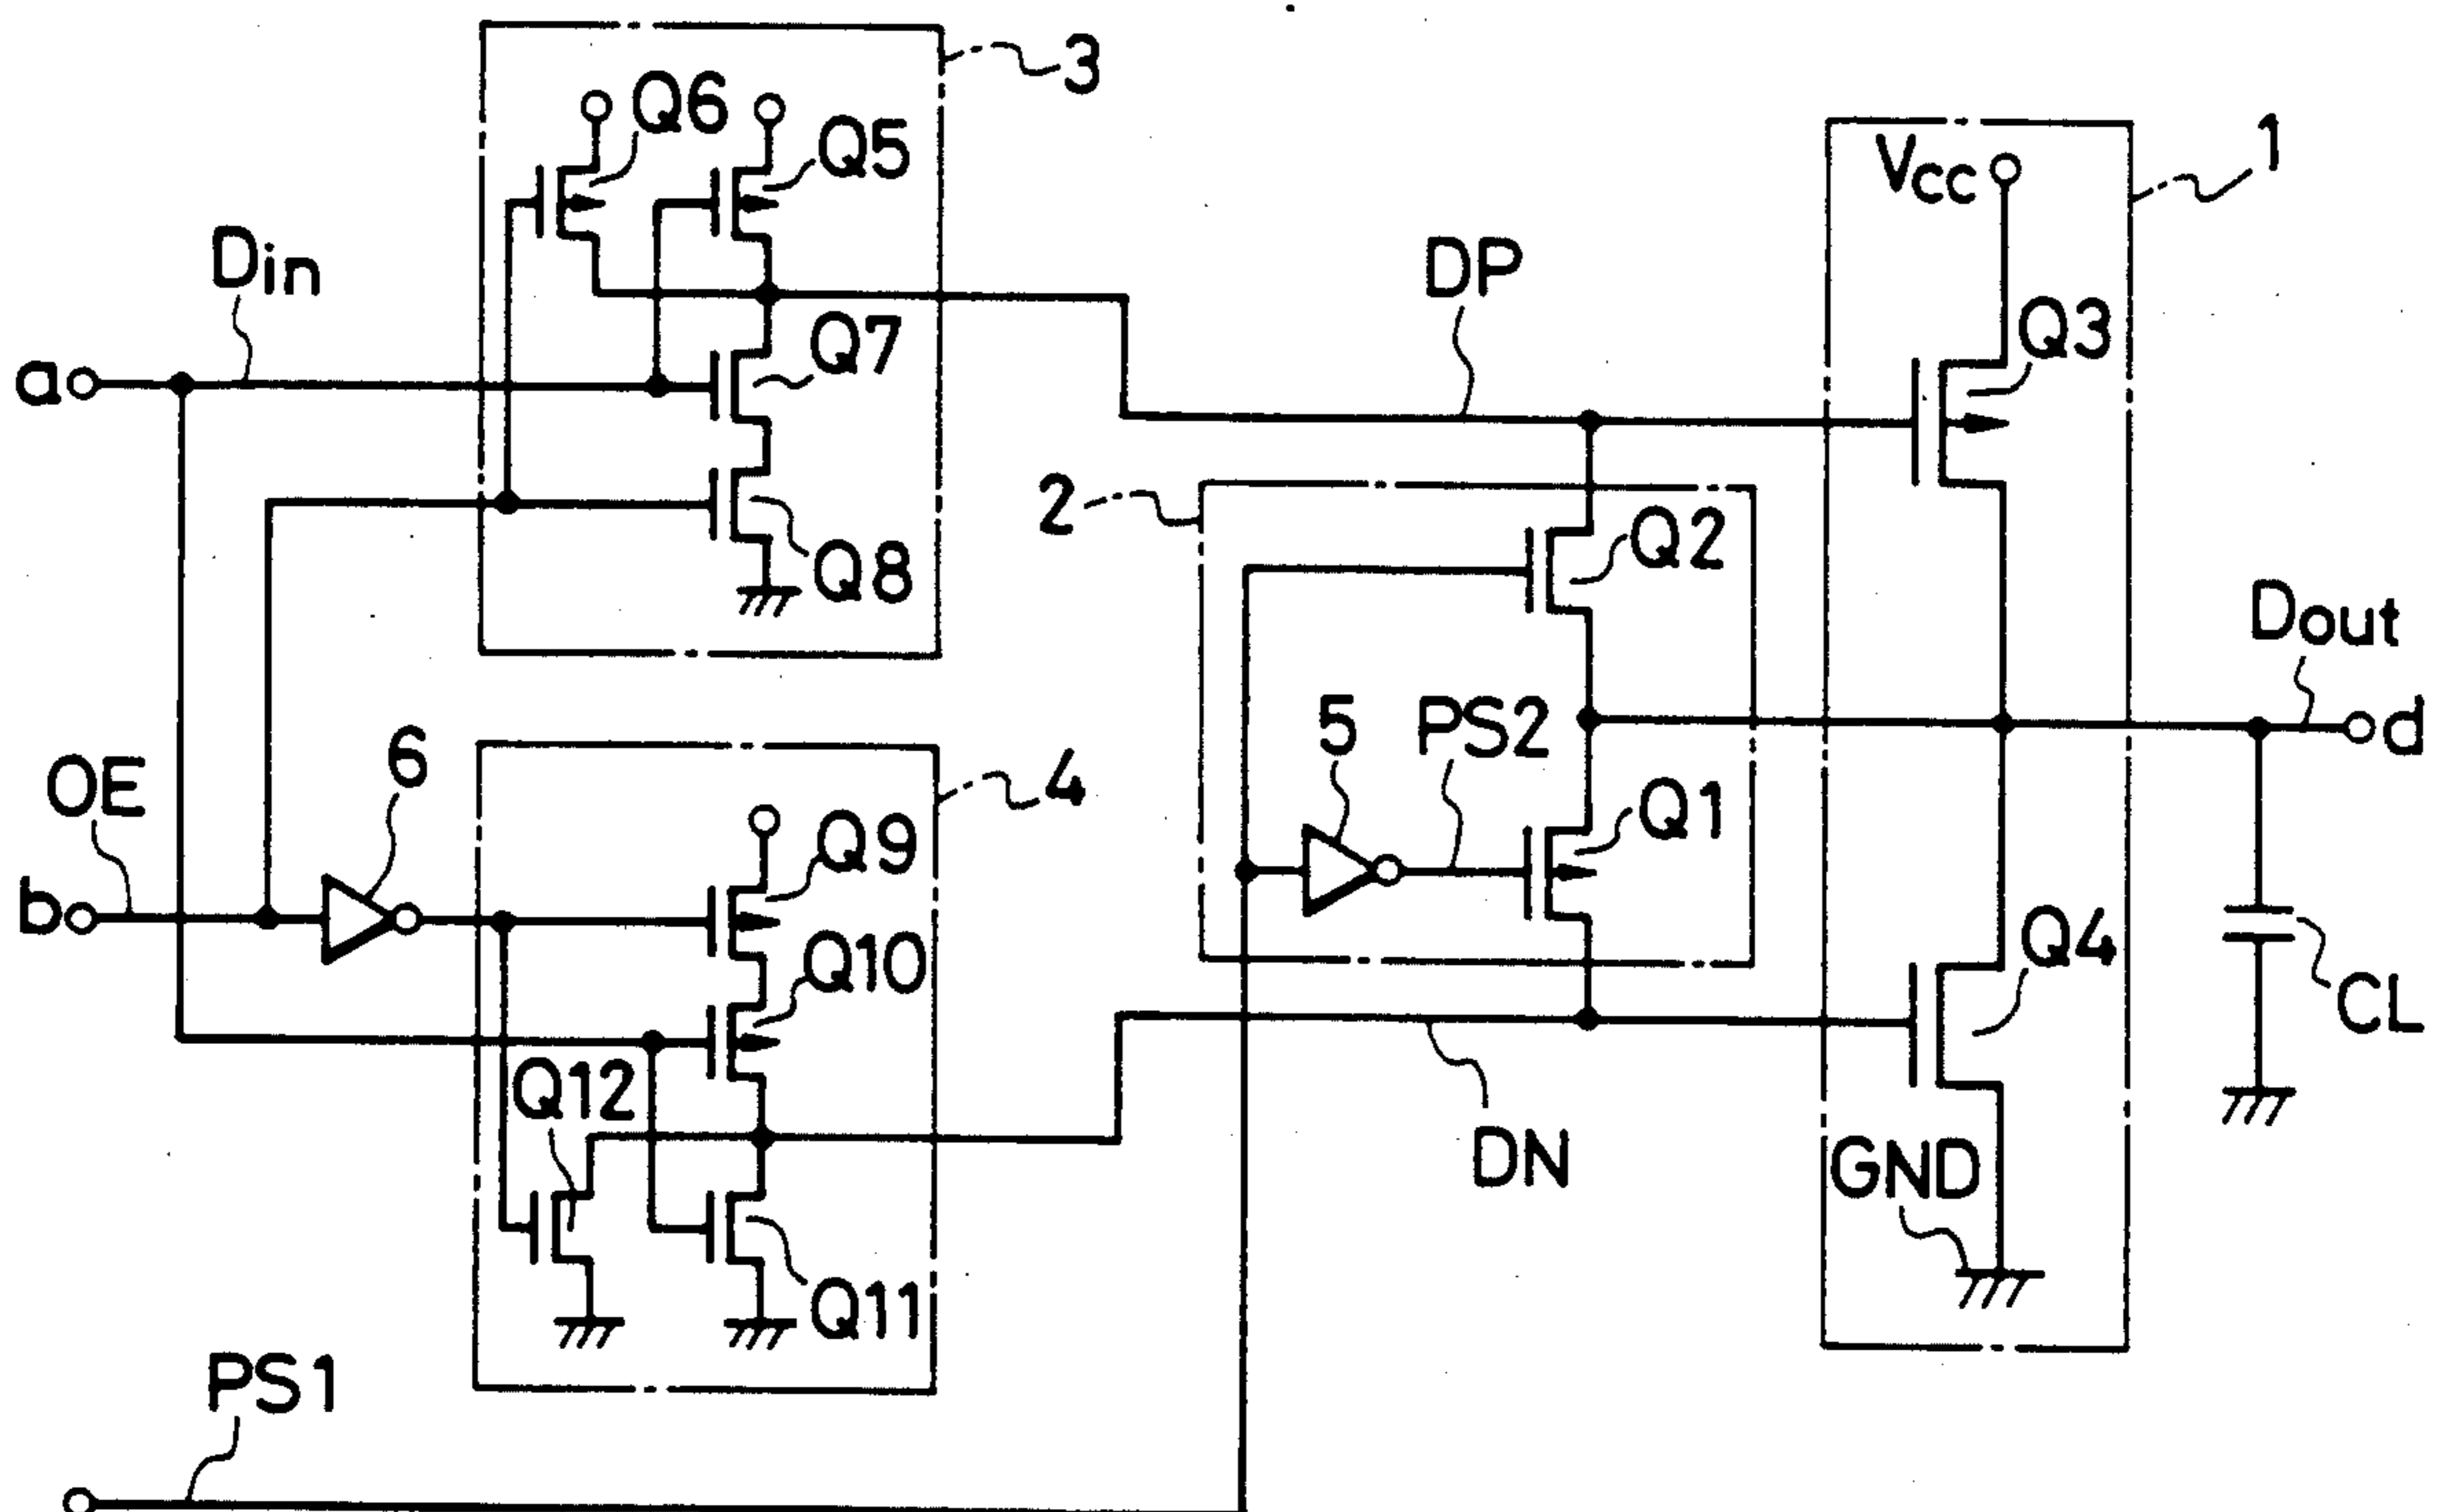 3
Q6
Q5
1
Vcc
Din
DP
Q3
Q7
a
2
Q2
Q8
Dout
5
PS2
d
6
4
OE
Q9
Q1
b
Q10
Q4
CL
Q12
DN
GND
Q11
PS1